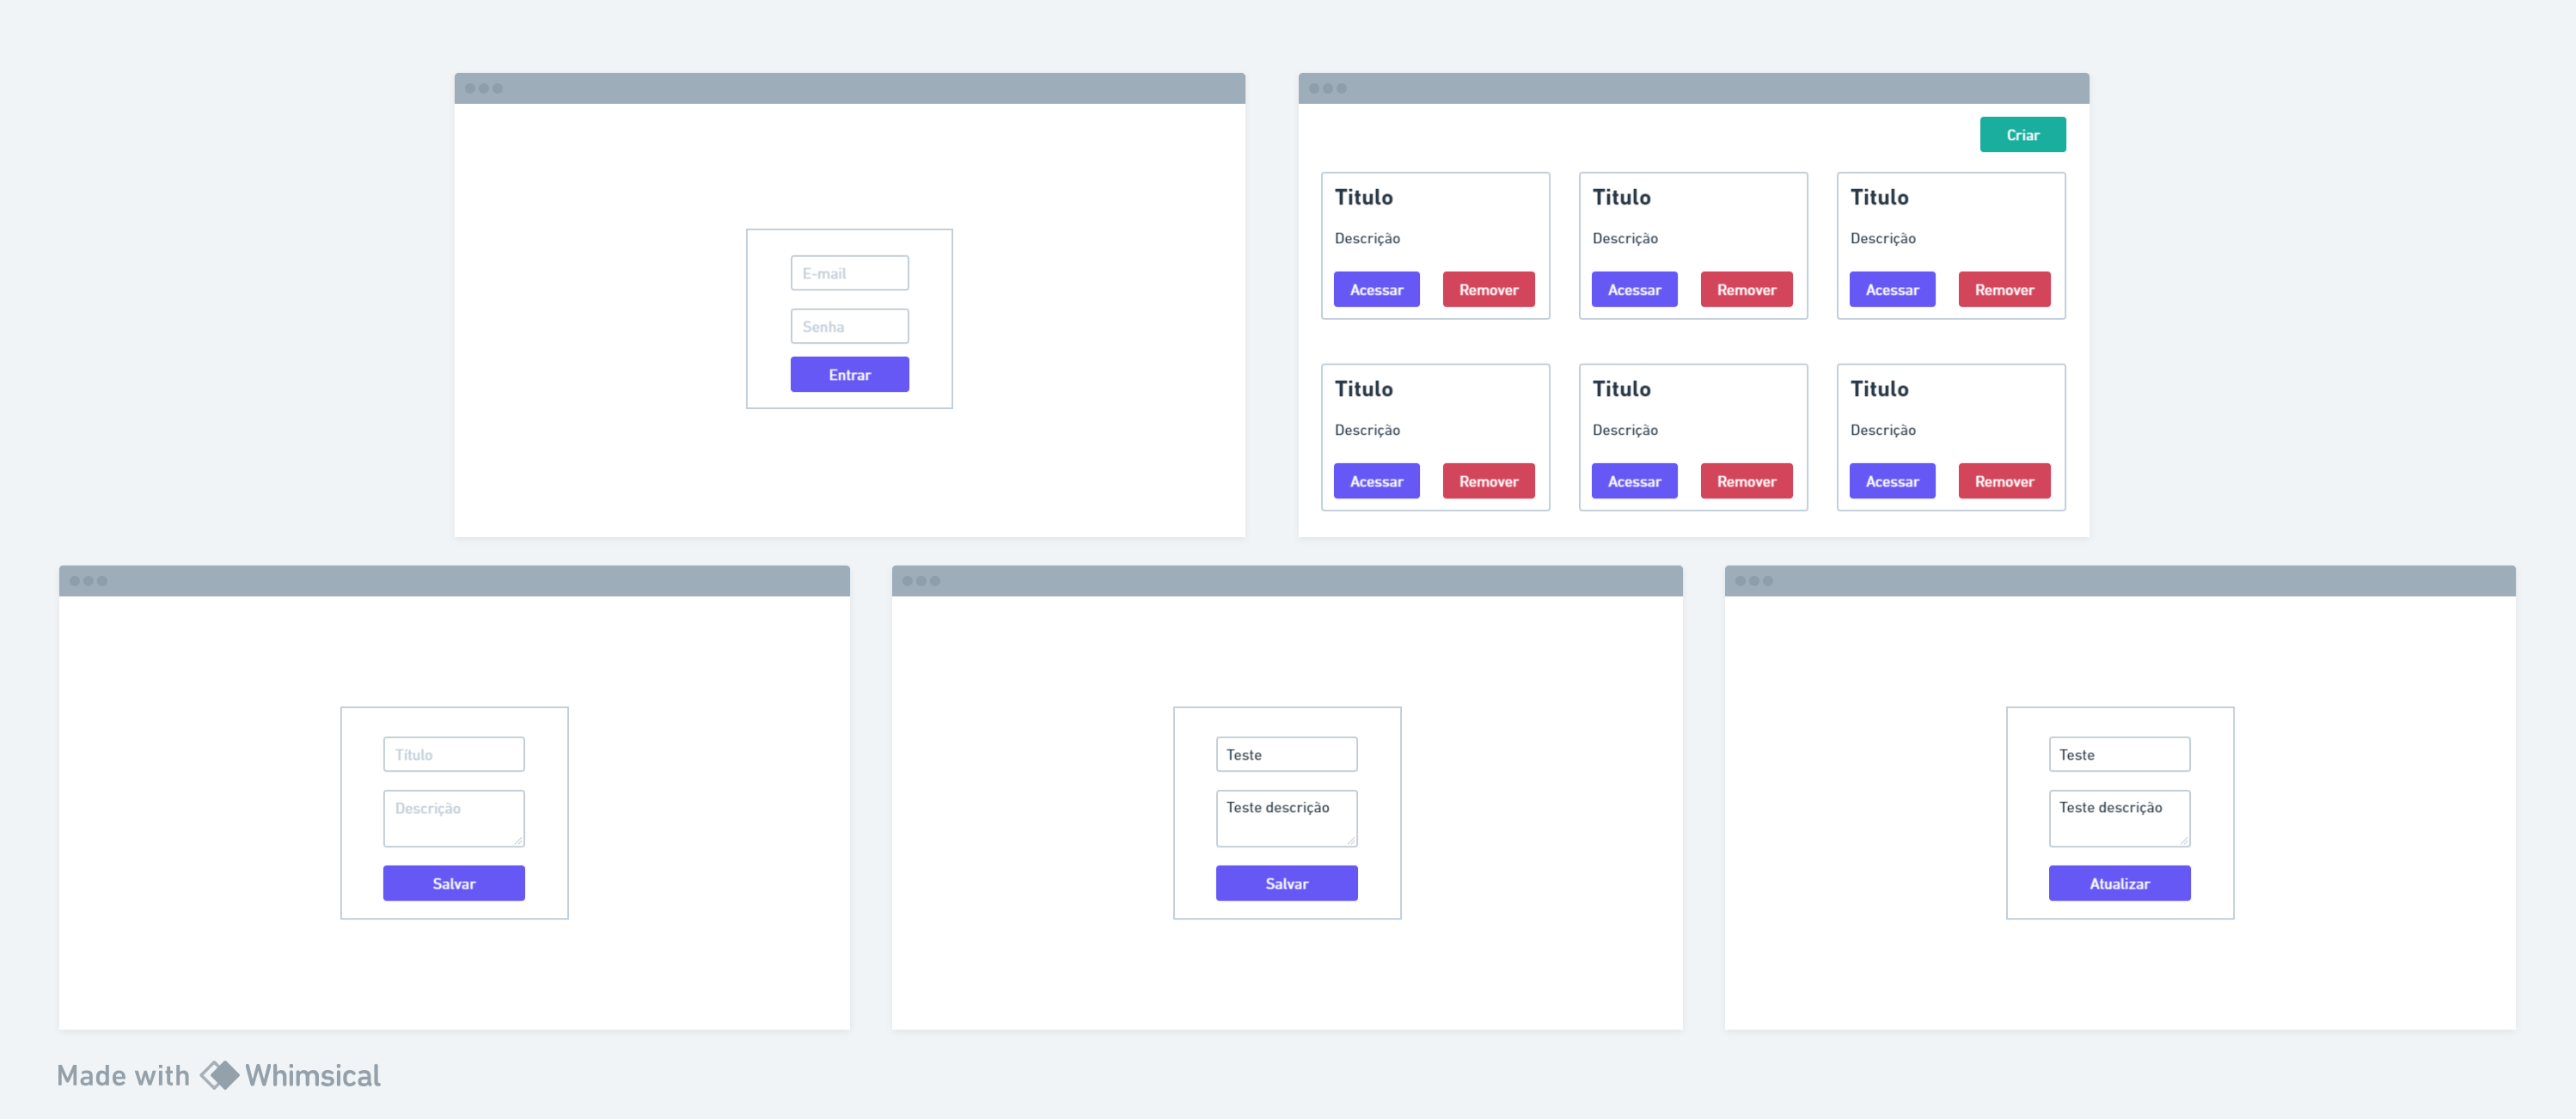 E-mail
Senha
Entrar
Criar
Titulo
Descrição
Acessar Remover
Titulo
Descrição
Acessar Remover
Titulo
Descrição
Acessar Remover
Titulo
Descrição
Acessar Remover
Titulo
Descrição
Acessar Remover
Titulo
Descrição
Acessar Remover
Título
Descrição
Salvar
Teste
Teste descrição
Salvar
Teste
Teste descrição
Atualizar
Made with Whimsical